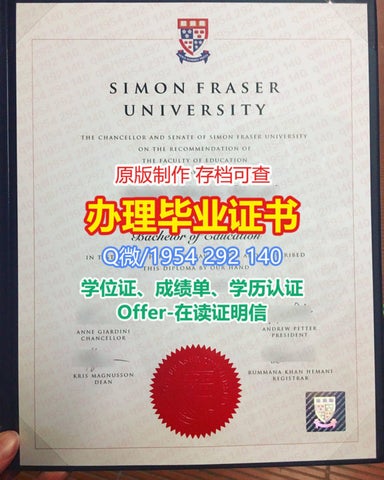 SIMON FRASER
UNIVERSITY
THE CHANCELLOR AND SENATE OF SIMON FRASER UNIVERSITY
ON THE RECOMMENDATION OF
THE FACULTY OF EDUCATION
原版制作 存档可查
办理毕业证书
Bachelor of Education
Q微/1954 292 140
THIS DIPLOMA BY OUR HAND
学位证、成绩单、学历认证
Offer-在读证明信
ANNE GIARDINI
CHANCELLOR
ANDREW PETTER
PRESIDENT
KRIS MAGNUSSON
DEAN
RUMMANA KHAN HEMANI
REGISTRAR